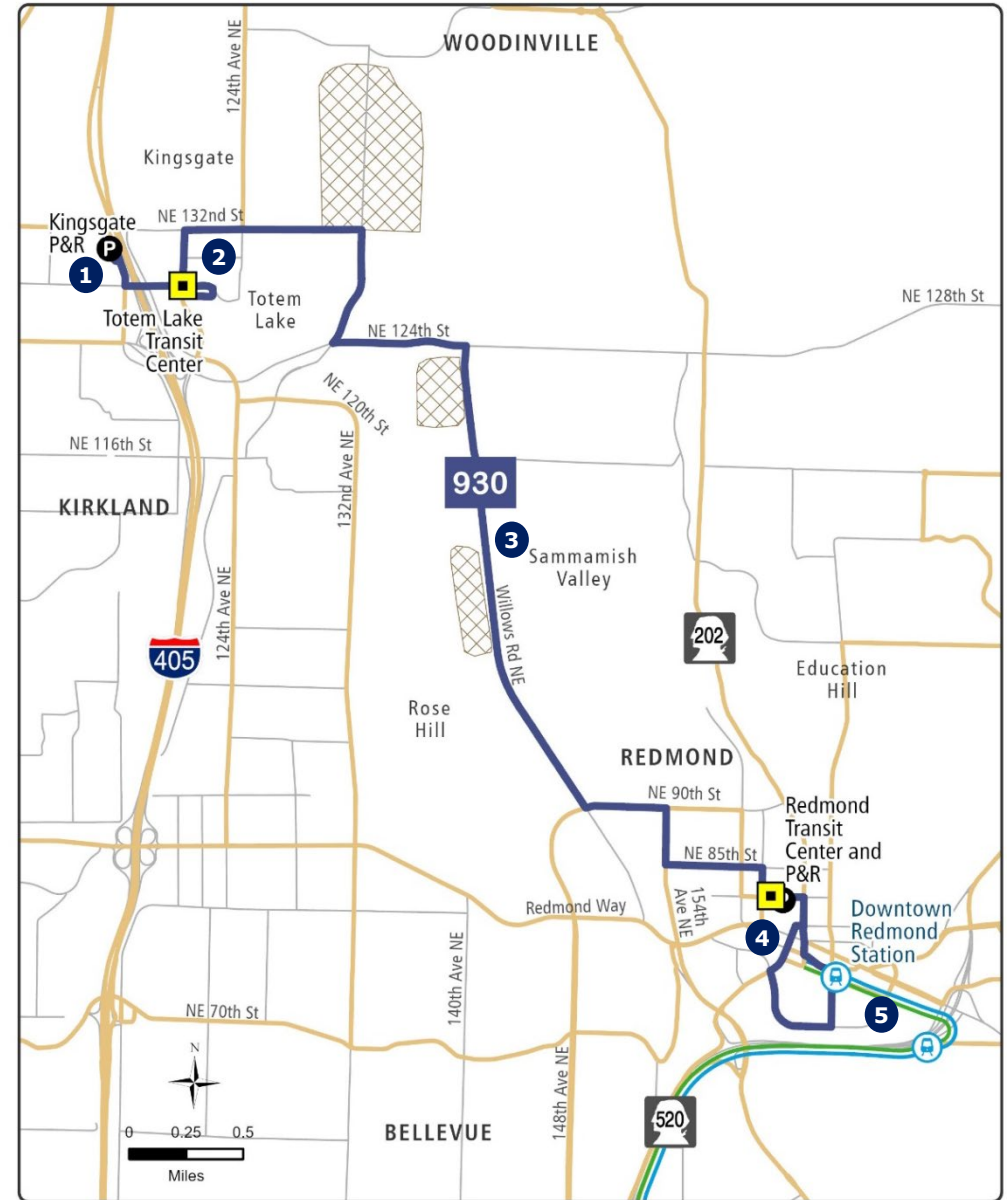 WOODINVILLE
124th Ave NE
Kingsgate
NE 132nd St
Kingsgate
P&R
P
1
2
Totem Lake
Transit
Center
Totem
Lake
NE 128th St
NE 124th St
NE 120th St
NE 116th St
132nd Ave NE
930
KIRKLAND
3
Sammamish
Valley
Willows Rd NE
124th Ave NE
405
202
Education
Hill
Rose
Hill
REDMOND
NE 90th St
Redmond
Transit
Center and
P&R
NE 85th St
154th
Ave NE
Redmond Way
4
Downtown
Redmond
Station
5
140th Ave NE
NE 70th St
148th Ave NE
N
520
BELLEVUE
0 0.25 0.5
Miles